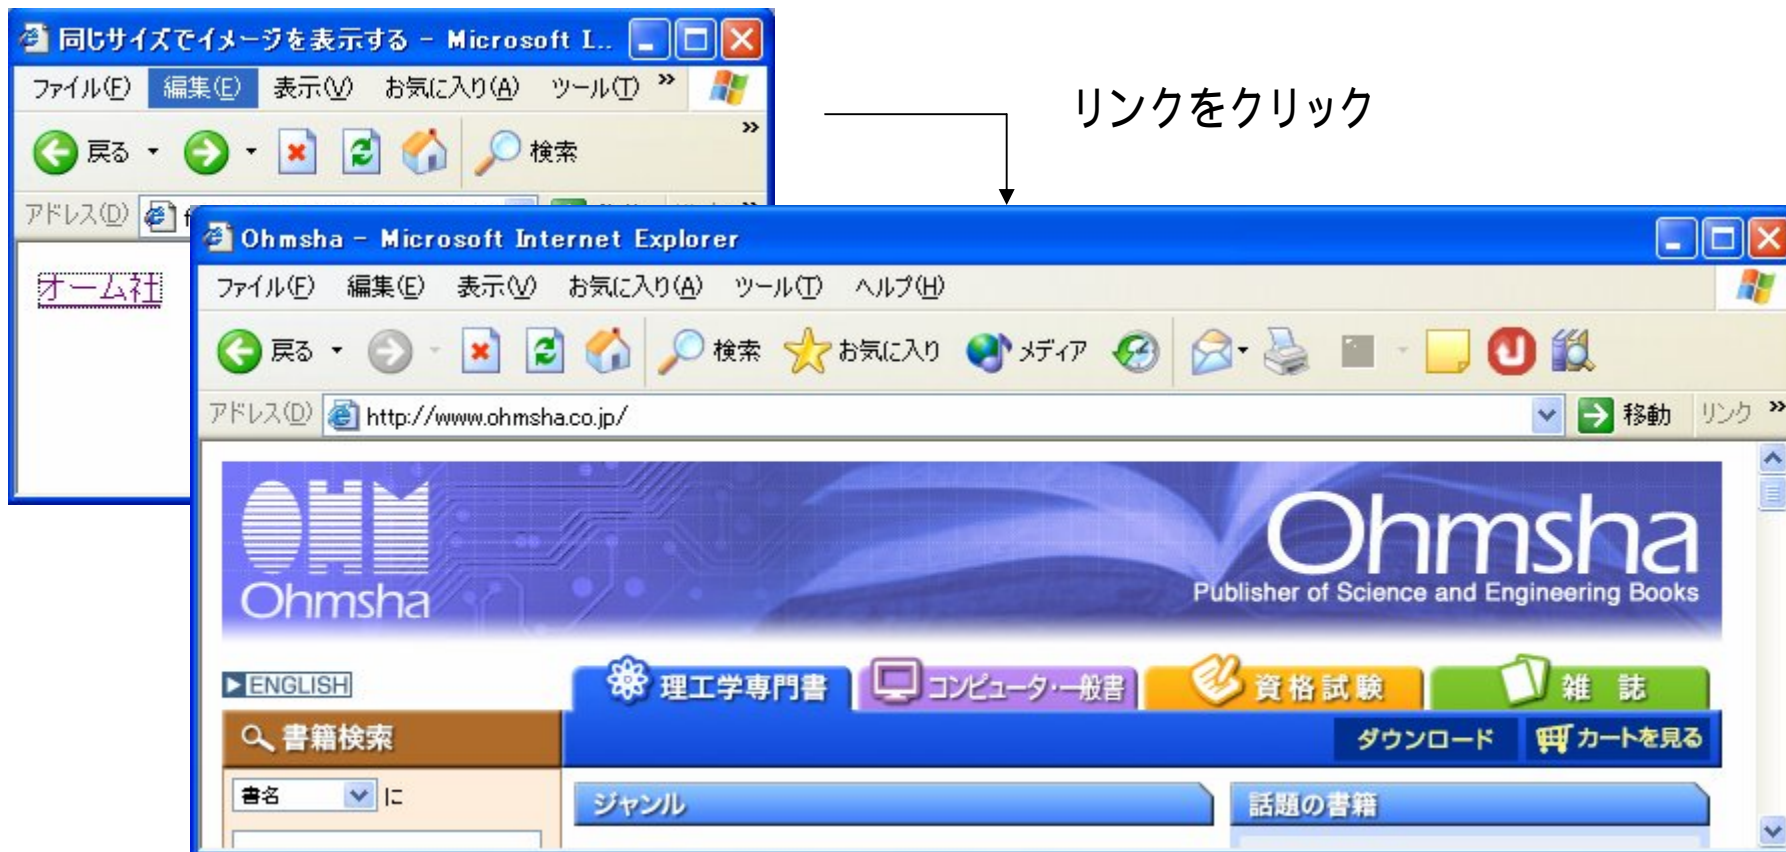 同じサイズでイメージを表示する - Microsoft I...
ファイル(F) 編集(E) 表示(V) お気に入り(A) ツール(T) »
戻る 検索 »
アドレス(D)
オーム社
リンクをクリック
Ohmsha - Microsoft Internet Explorer
ファイル(F) 編集(E) 表示(V) お気に入り(A) ツール(T) ヘルプ(H)
戻る 検索 お気に入り メディア
アドレス(D) http://www.ohmsha.co.jp/ 移動 リンク »
OHM
Ohmsha
Ohmsha
Publisher of Science and Engineering Books
ENGLISH
理工学専門書 コンピュータ・一般書 資格試験 雑誌
書籍検索
ダウンロード カートを見る
書名 に
ジャンル 話題の書籍